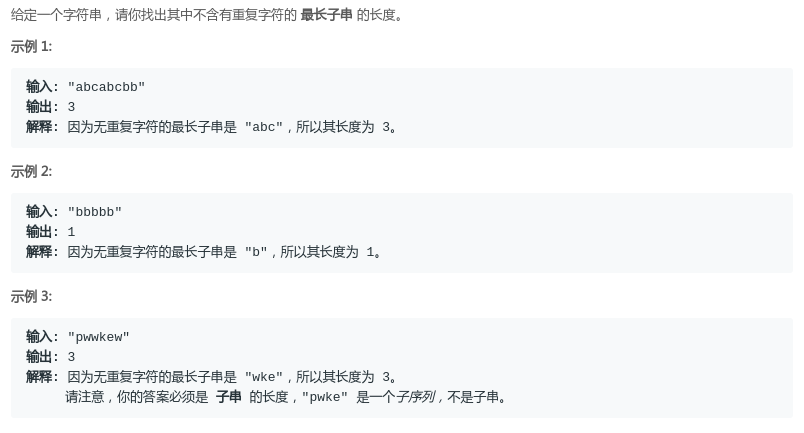 给定一个字符串，请你找出其中不含有重复字符的 最长子串 的长度。
示例 1:
输入: "abcabcbb"
输出: 3
解释: 因为无重复字符的最长子串是 "abc"，所以其长度为 3。
示例 2:
输入: "bbbbb"
输出: 1
解释: 因为无重复字符的最长子串是 "b"，所以其长度为 1。
示例 3:
输入: "pwwkew"
输出: 3
解释: 因为无重复字符的最长子串是 "wke"，所以其长度为 3。
请注意，你的答案必须是 子串 的长度，"pwke" 是一个子序列，不是子串。